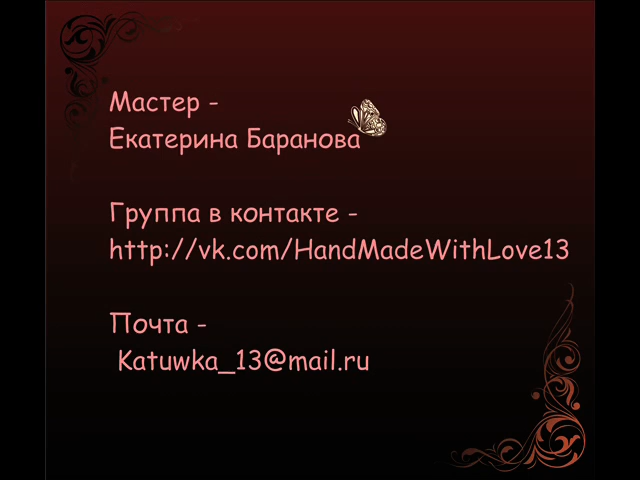 Мастер -
Екатерина Баранова
Группа в контакте -
http://vk.com/HandMadeWithLove13
Почта -
Katuwka_13@mail.ru